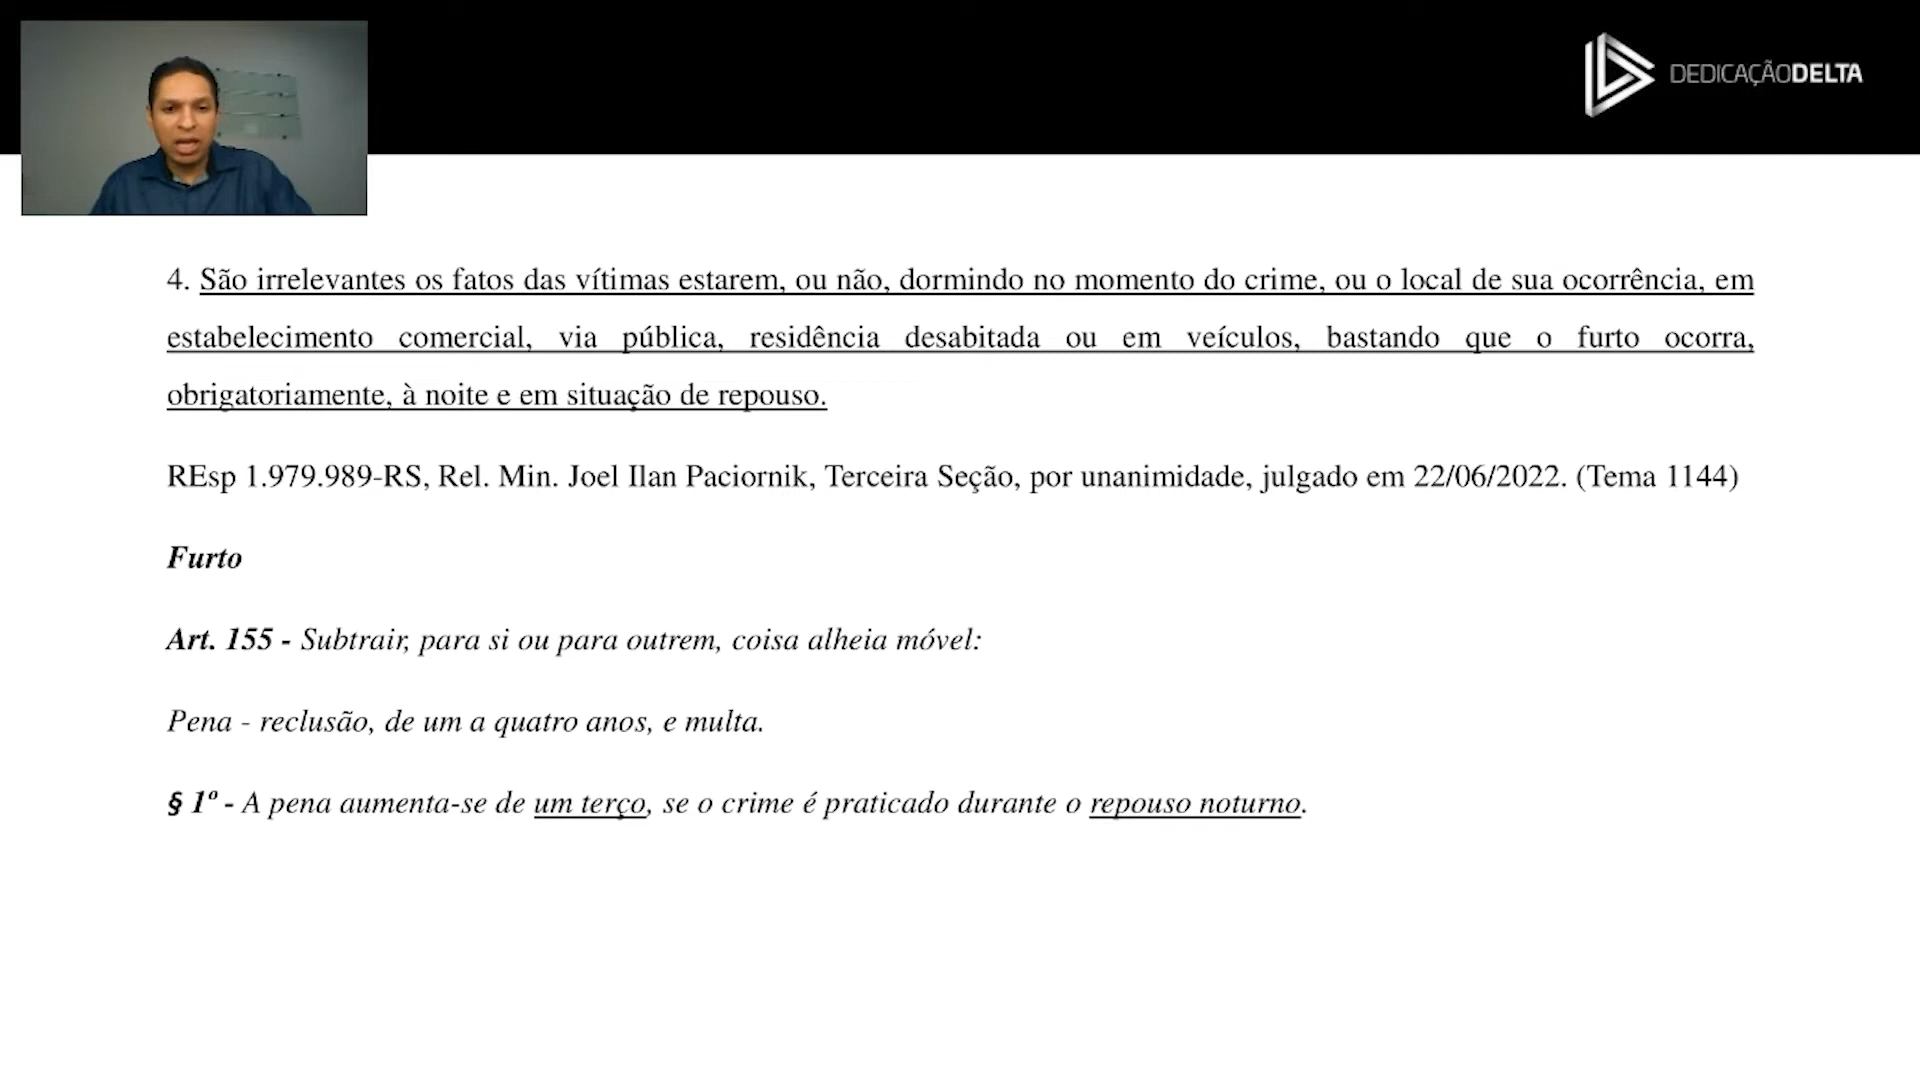 DEDICAÇÃODELTA
4. São irrelevantes os fatos das vítimas estarem, ou não, dormindo no momento do crime, ou o local de sua ocorrência, em
estabelecimento comercial, via pública, residência desabitada ou em veículos, bastando que o furto ocorra,
obrigatoriamente, à noite e em situação de repouso.
REsp 1.979.989-RS, Rel. Min. Joel Ilan Paciornik, Terceira Seção, por unanimidade, julgado em 22/06/2022. (Tema 1144)
Furto
Art. 155 - Subtrair, para si ou para outrem, coisa alheia móvel:
Pena - reclusão, de um a quatro anos, e multa.
§ 1º - A pena aumenta-se de um terço, se o crime é praticado durante o repouso noturno.